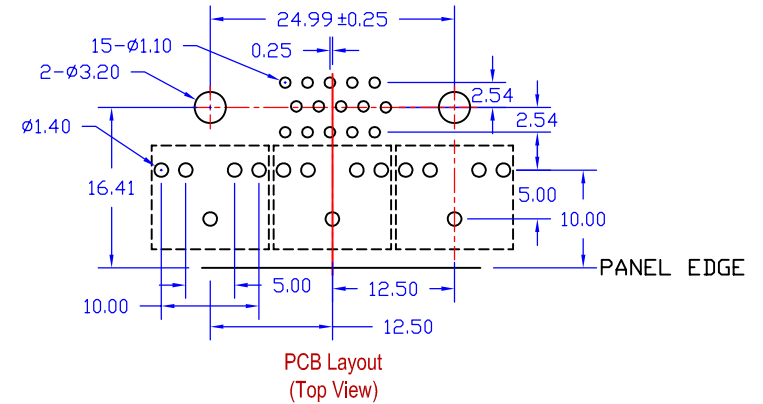 24.99±0.25
15-ø1.10
0.25
2-ø3.20
2.54
2.54
ø1.40
16.41
5.00
10.00
PANEL EDGE
5.00
12.50
10.00
12.50
PCB Layout
(Top View)